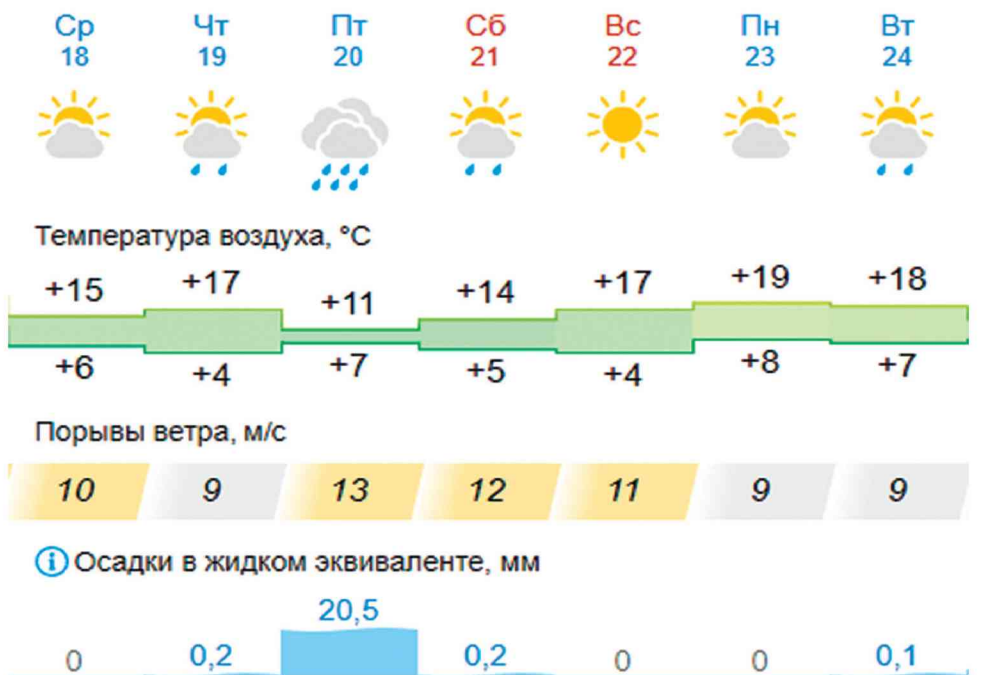 Ср Чт Пт Сб Вс Пн Вт
18 19 20 21 22 23 24
Температура воздуха, °C
+15 +17 +11 +14 +17 +19 +18
+6 +4 +7 +5 +4 +8 +7
Порывы ветра, м/с
10 9 13 12 11 9 9
i Осадки в жидком эквиваленте, мм
0 0,2 20,5 0,2 0 0 0,1